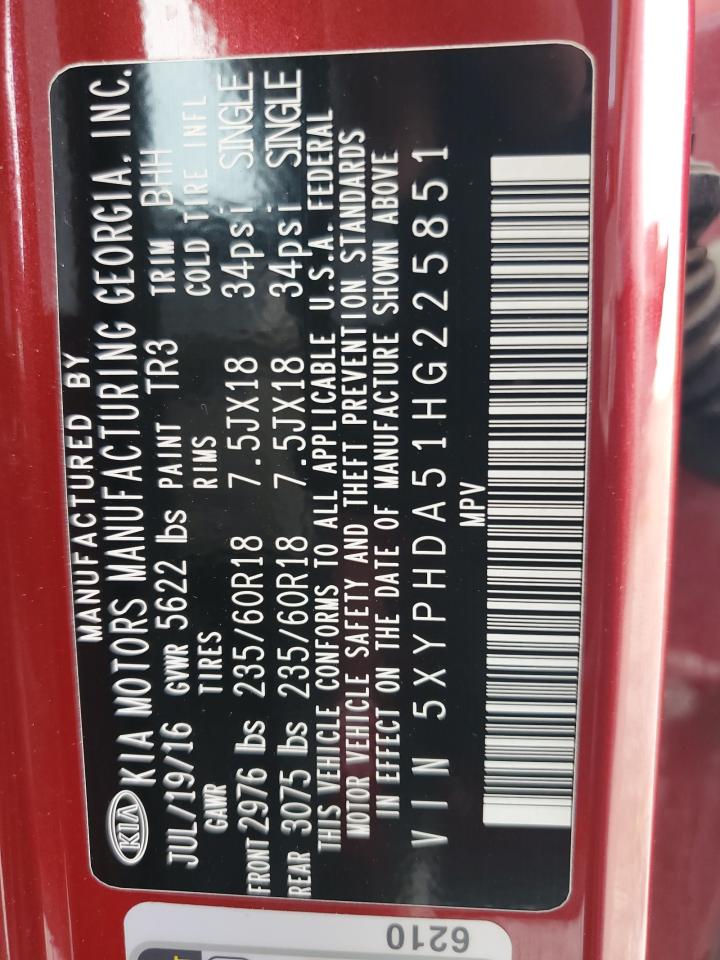 MANUFACTURED BY
KIA KIA MOTORS MANUFACTURING GEORGIA, INC.
JUL/19/16 GVWR 5622 lbs PAINT TR3 TRIM BHH
GAWR TIRES RIMS COLD TIRE INFL
FRONT 2976 lbs 235/60R18 7.5JX18 34psi SINGLE
REAR 3075 lbs 235/60R18 7.5JX18 34psi SINGLE
THIS VEHICLE CONFORMS TO ALL APPLICABLE U.S.A. FEDERAL
MOTOR VEHICLE SAFETY AND THEFT PREVENTION STANDARDS
IN EFFECT ON THE DATE OF MANUFACTURE SHOWN ABOVE
VIN 5XYPHDA51HG225851
MPV
6210